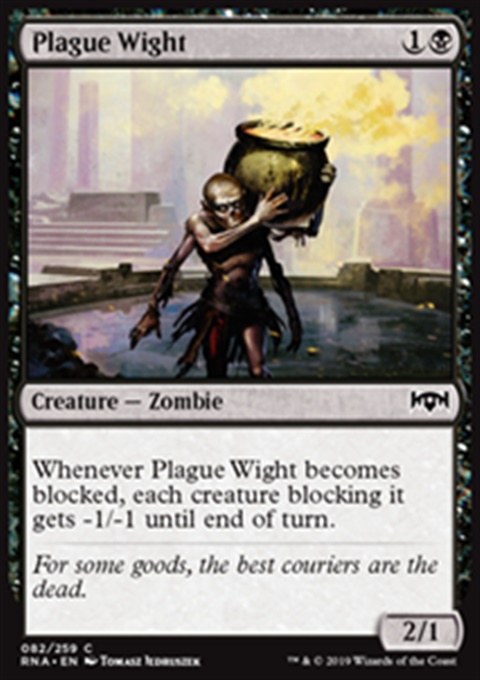 Plague Wight 1
Creature — Zombie
Whenever Plague Wight becomes
blocked, each creature blocking it
gets -1/-1 until end of turn.
For some goods, the best couriers are the
dead.
2/1
082/259 C
RNA • EN Tomasz Jedruszek
™ & © 2019 Wizards of the Coast